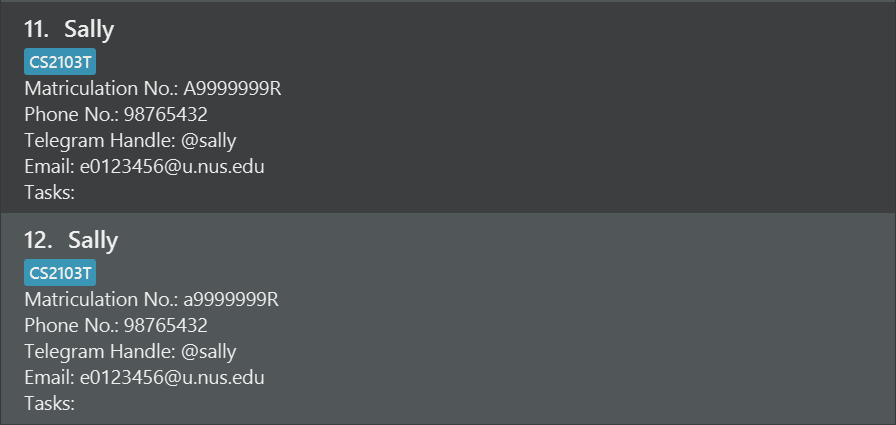 11. Sally
CS2103T
Matriculation No.: A9999999R
Phone No.: 98765432
Telegram Handle: @sally
Email: e0123456@u.nus.edu
Tasks:
12. Sally
CS2103T
Matriculation No.: a9999999R
Phone No.: 98765432
Telegram Handle: @sally
Email: e0123456@u.nus.edu
Tasks: